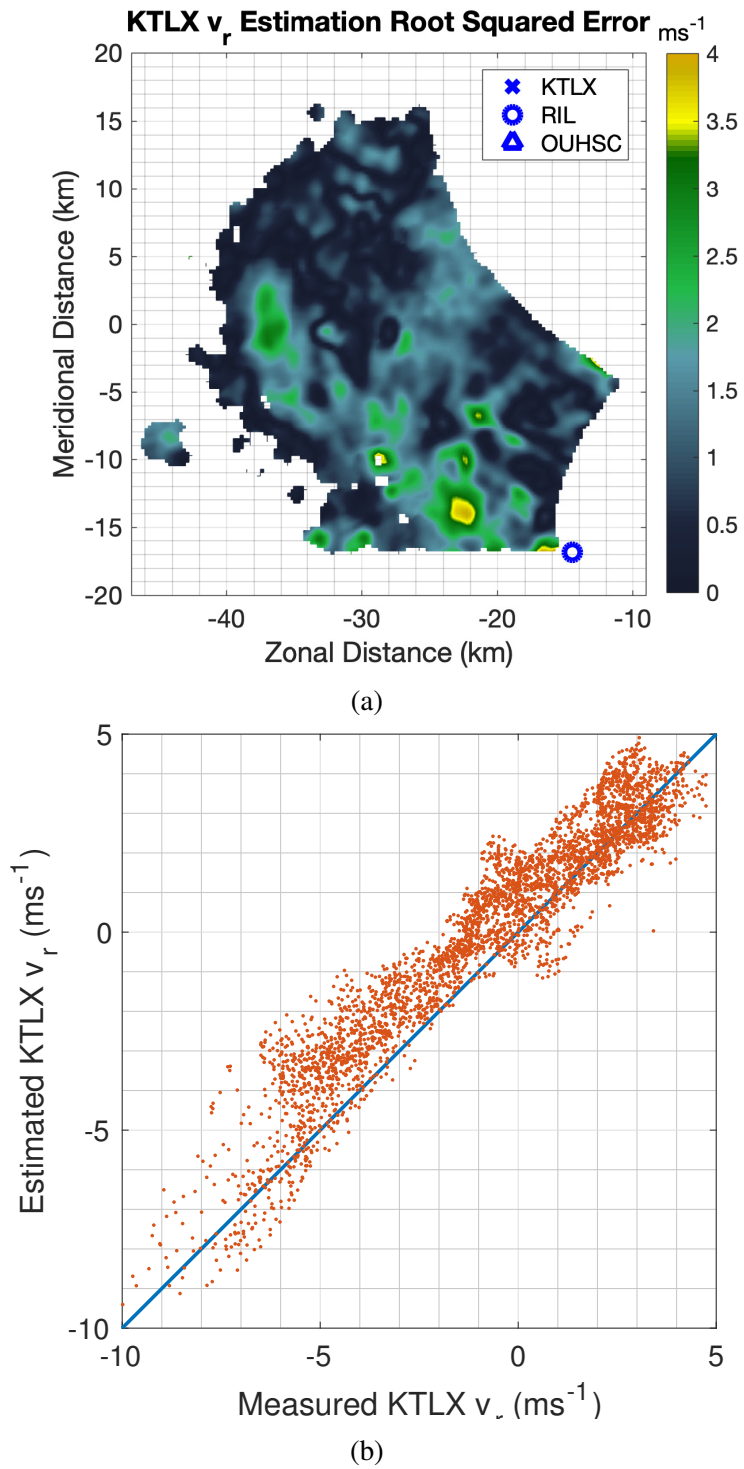 KTLX v_r Estimation Root Squared Error
ms^-1
20
15
10
5
0
-5
-10
-15
-20
Meridional Distance (km)
KTLX
RIL
OUHSC
4
3.5
3
2.5
2
1.5
1
0.5
0
-40
-30
-20
-10
Zonal Distance (km)
(a)
5
0
-5
-10
Estimated KTLX v_r (ms^-1)
-10
-5
0
5
Measured KTLX v_r (ms^-1)
(b)